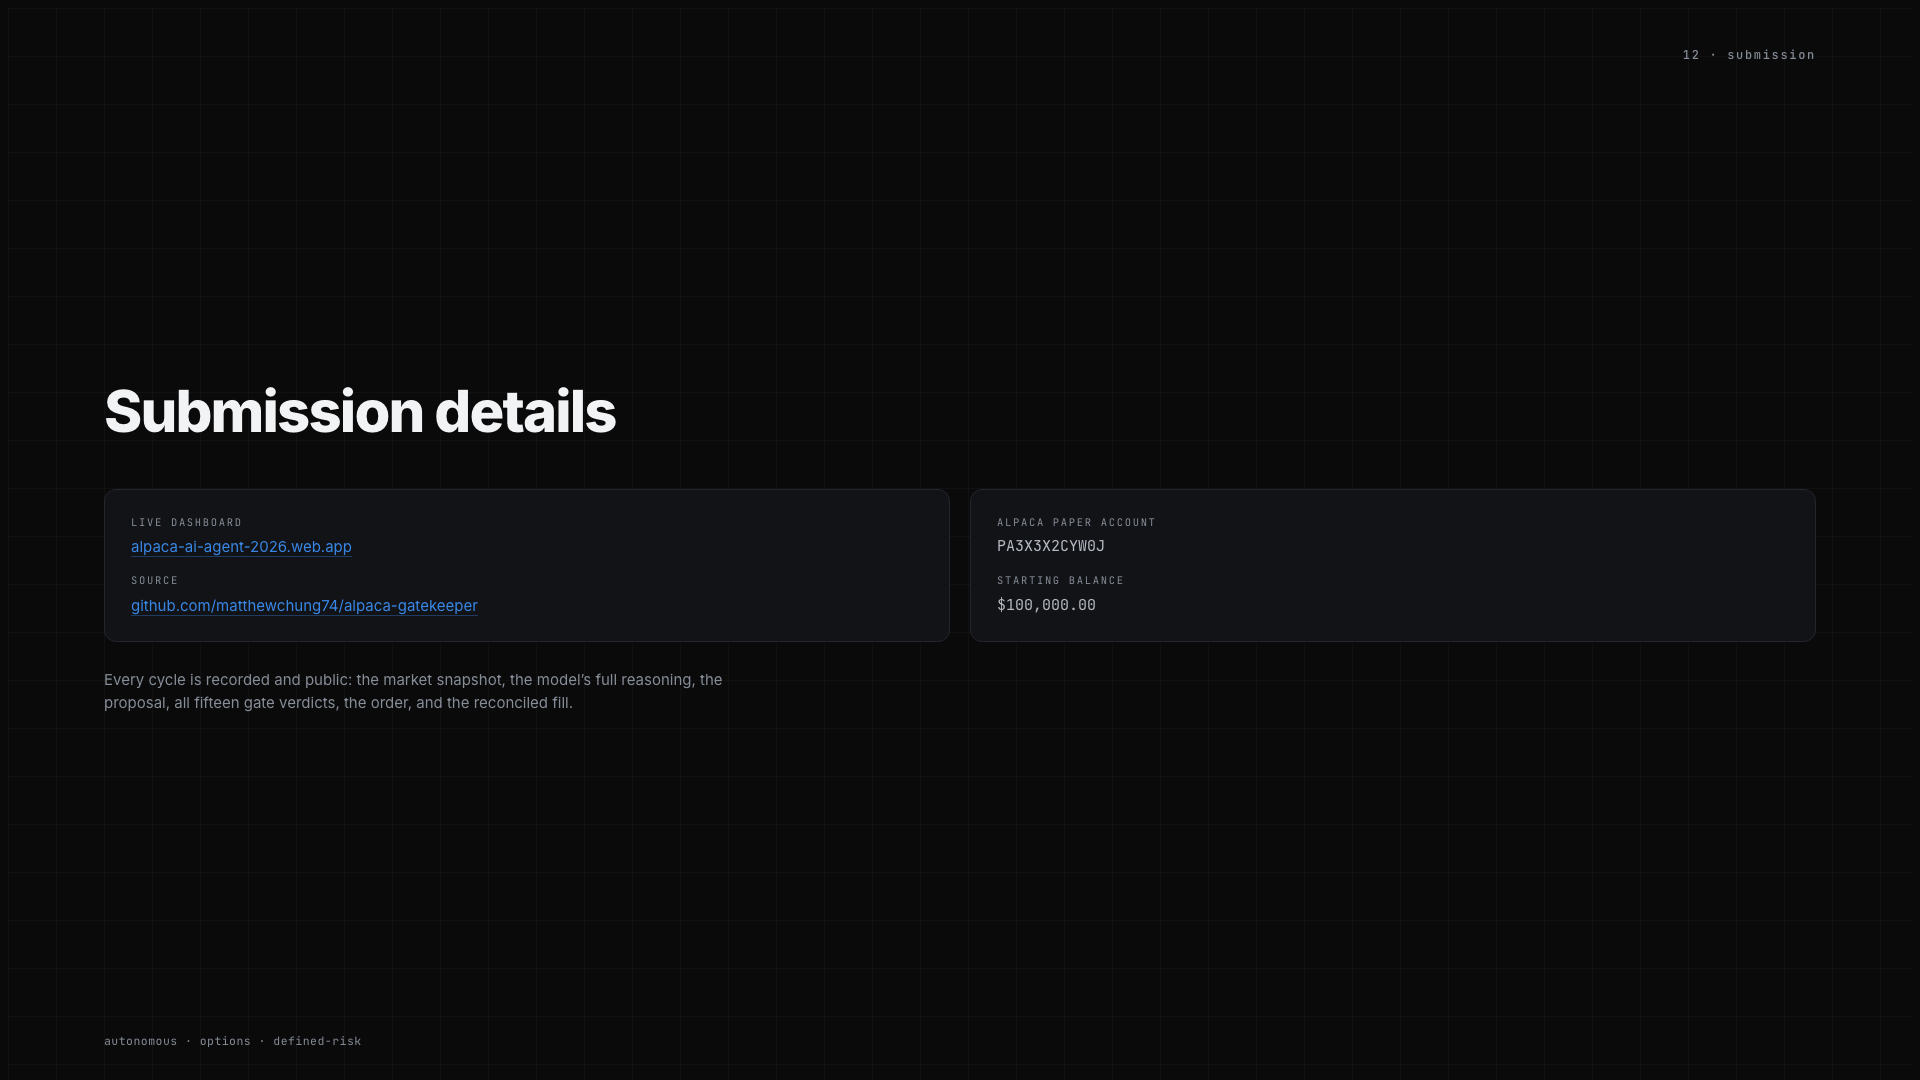 12 · submission
Submission details
LIVE DASHBOARD
alpaca-ai-agent-2026.web.app
SOURCE
github.com/matthewchung74/alpaca-gatekeeper
ALPACA PAPER ACCOUNT
PA3X3X2CYW0J
STARTING BALANCE
$100,000.00
Every cycle is recorded and public: the market snapshot, the model’s full reasoning, the
proposal, all fifteen gate verdicts, the order, and the reconciled fill.
autonomous · options · defined-risk